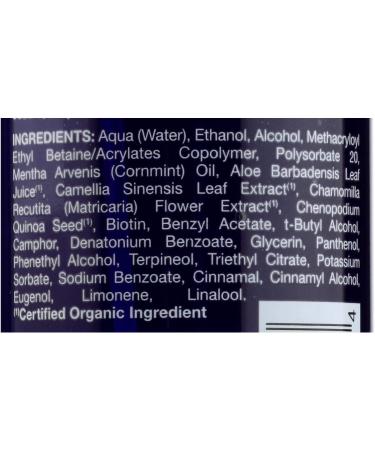 INGREDIENTS: Aqua (Water), Ethanol, Alcohol, Methacryloyl
Ethyl Betaine/Acrylates Copolymer, Polysorbate 20,
Mentha Arvenis (Cornmint) Oil, Aloe Barbadensis Leaf
Juice⁽¹⁾, Camellia Sinensis Leaf Extract⁽¹⁾, Chamomilla
Recutita (Matricaria) Flower Extract⁽¹⁾, Chenopodium
Quinoa Seed⁽¹⁾, Biotin, Benzyl Acetate, t-Butyl Alcohol,
Camphor, Denatonium Benzoate, Glycerin, Panthenol,
Phenethyl Alcohol, Terpineol, Triethyl Citrate, Potassium
Sorbate, Sodium Benzoate, Cinnamal, Cinnamyl Alcohol,
Eugenol, Limonene, Linalool.
⁽¹⁾Certified Organic Ingredient
4